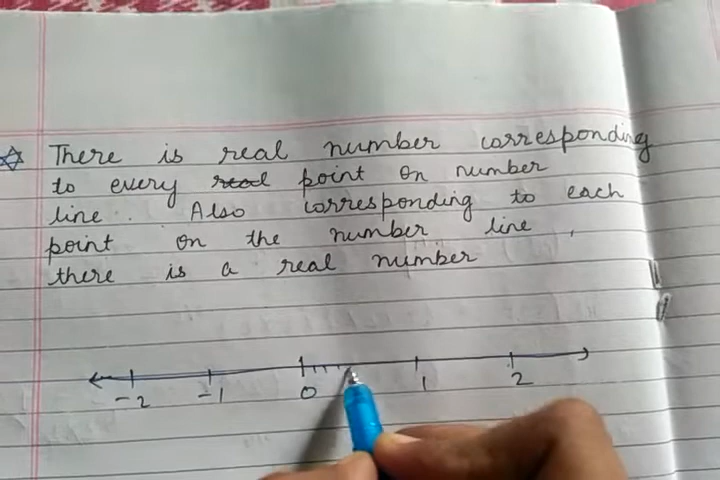 There is real number corresponding
to every real point on number
line. Also corresponding to each
point on the number line,
there is a real number
-2 -1 0 1 2